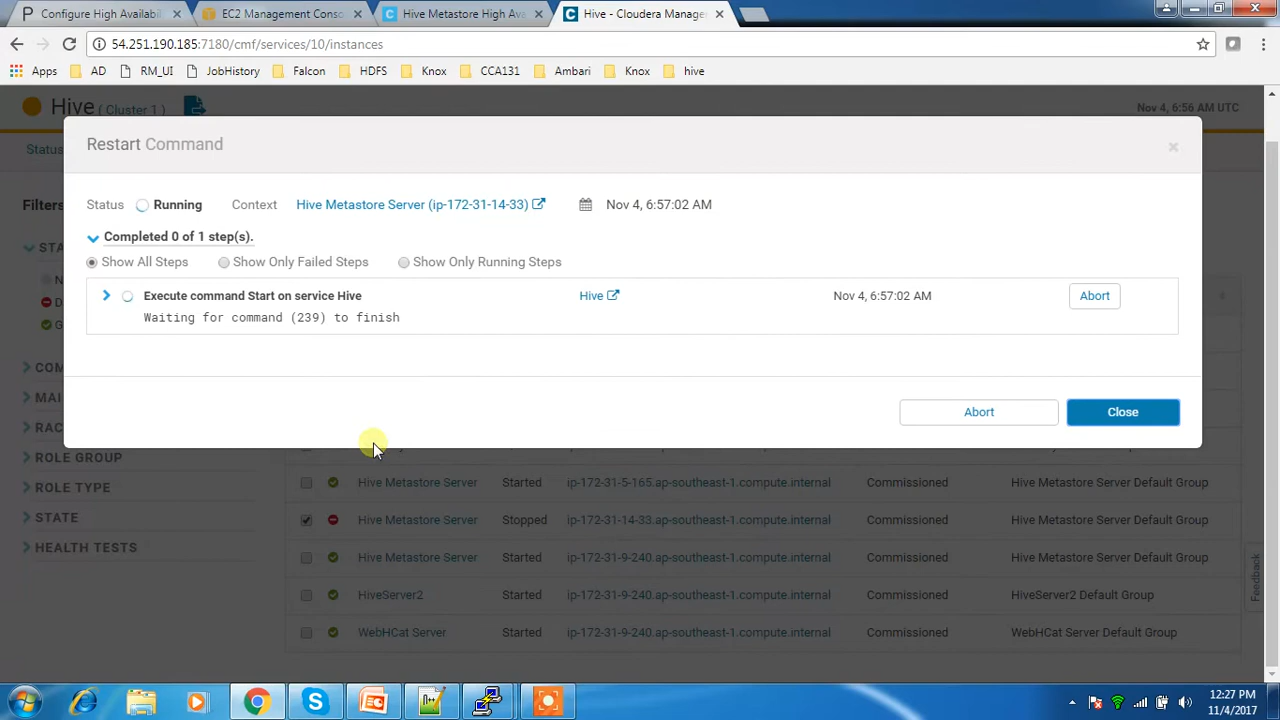 Configure High Availabili
EC2 Management Conso
Hive Metastore High Ava
Hive - Cloudera Manage
54.251.190.185:7180/cmf/services/10/instances
Apps AD RM_UI JobHistory Falcon HDFS Knox CCA131 Ambari Knox hive
Hive ( Cluster 1 )
Nov 4, 6:56 AM UTC
Status
Restart Command
Status Running Context Hive Metastore Server (ip-172-31-14-33) Nov 4, 6:57:02 AM
Filters
Completed 0 of 1 step(s).
Show All Steps Show Only Failed Steps Show Only Running Steps
Execute command Start on service Hive Hive Nov 4, 6:57:02 AM Abort
Waiting for command (239) to finish
Abort Close
ROLE GROUP
ROLE TYPE
STATE
HEALTH TESTS
Hive Metastore Server Started ip-172-31-5-165.ap-southeast-1.compute.internal Commissioned Hive Metastore Server Default Group
Hive Metastore Server Stopped ip-172-31-14-33.ap-southeast-1.compute.internal Commissioned Hive Metastore Server Default Group
Hive Metastore Server Started ip-172-31-9-240.ap-southeast-1.compute.internal Commissioned Hive Metastore Server Default Group
HiveServer2 Started ip-172-31-9-240.ap-southeast-1.compute.internal Commissioned HiveServer2 Default Group
WebHCat Server Started ip-172-31-9-240.ap-southeast-1.compute.internal Commissioned WebHCat Server Default Group
Feedback
12:27 PM
11/4/2017